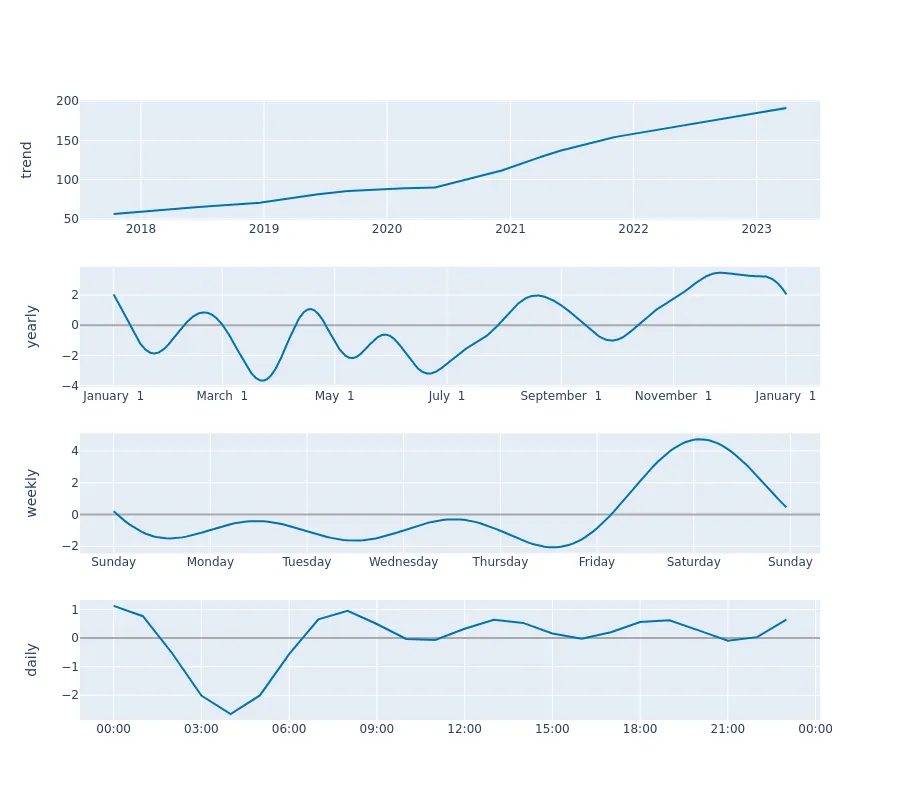 trend
200
150
100
50
2018 2019 2020 2021 2022 2023
yearly
2
0
−2
−4
January 1 March 1 May 1 July 1 September 1 November 1 January 1
weekly
4
2
0
−2
Sunday Monday Tuesday Wednesday Thursday Friday Saturday Sunday
daily
1
0
−1
−2
00:00 03:00 06:00 09:00 12:00 15:00 18:00 21:00 00:00